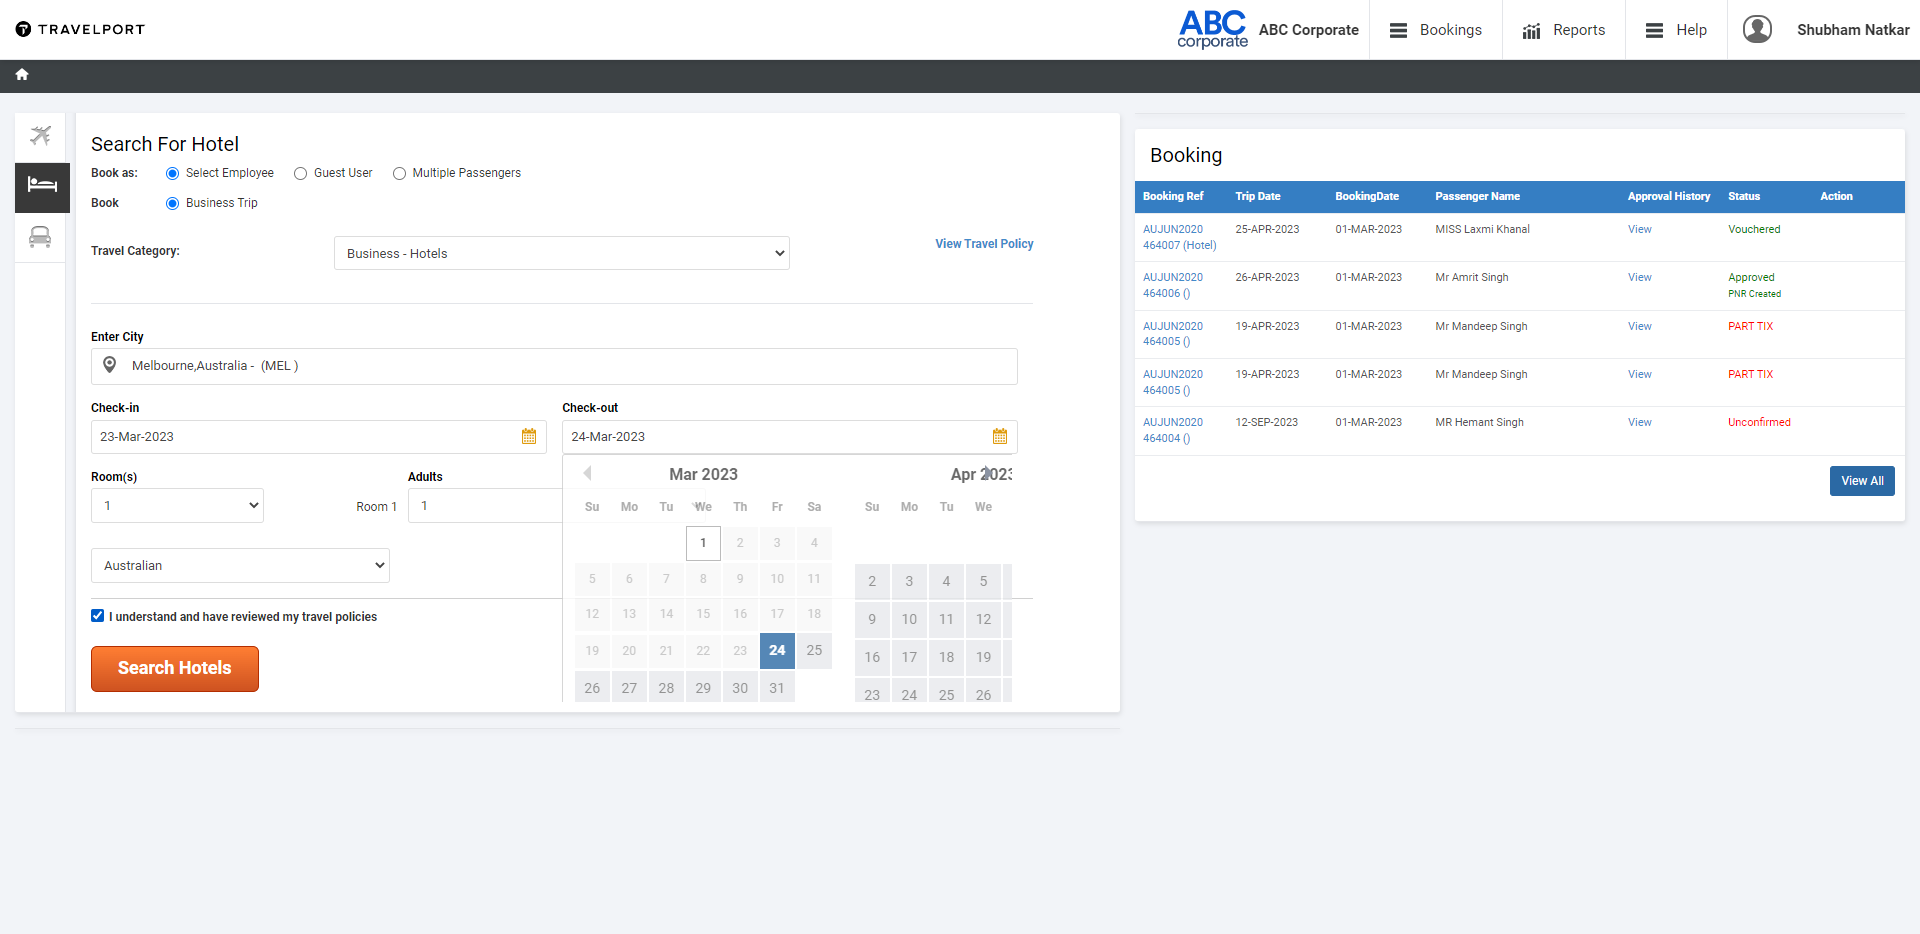 TRAVELPORT
ABC corporate
ABC Corporate
Bookings
Reports
Help
Shubham Natkar
Search For Hotel
Book as: Select Employee Guest User Multiple Passengers
Book Business Trip
Travel Category: Business - Hotels View Travel Policy
Enter City
Melbourne,Australia - (MEL )
Check-in Check-out
23-Mar-2023 24-Mar-2023
Room(s) Adults
1 Room 1 1
Australian
I understand and have reviewed my travel policies
Search Hotels
Mar 2023 Apr 2023
Su Mo Tu We Th Fr Sa Su Mo Tu We
1 2 3 4
5 6 7 8 9 10 11 2 3 4 5
12 13 14 15 16 17 18 9 10 11 12
19 20 21 22 23 24 25 16 17 18 19
26 27 28 29 30 31 23 24 25 26
Booking
Booking Ref Trip Date BookingDate Passenger Name Approval History Status Action
AUJUN2020 25-APR-2023 01-MAR-2023 MISS Laxmi Khanal View Vouchered
464007 (Hotel)
AUJUN2020 26-APR-2023 01-MAR-2023 Mr Amrit Singh View Approved
464006 () PNR Created
AUJUN2020 19-APR-2023 01-MAR-2023 Mr Mandeep Singh View PART TIX
464005 ()
AUJUN2020 19-APR-2023 01-MAR-2023 Mr Mandeep Singh View PART TIX
464005 ()
AUJUN2020 12-SEP-2023 01-MAR-2023 MR Hemant Singh View Unconfirmed
464004 ()
View All